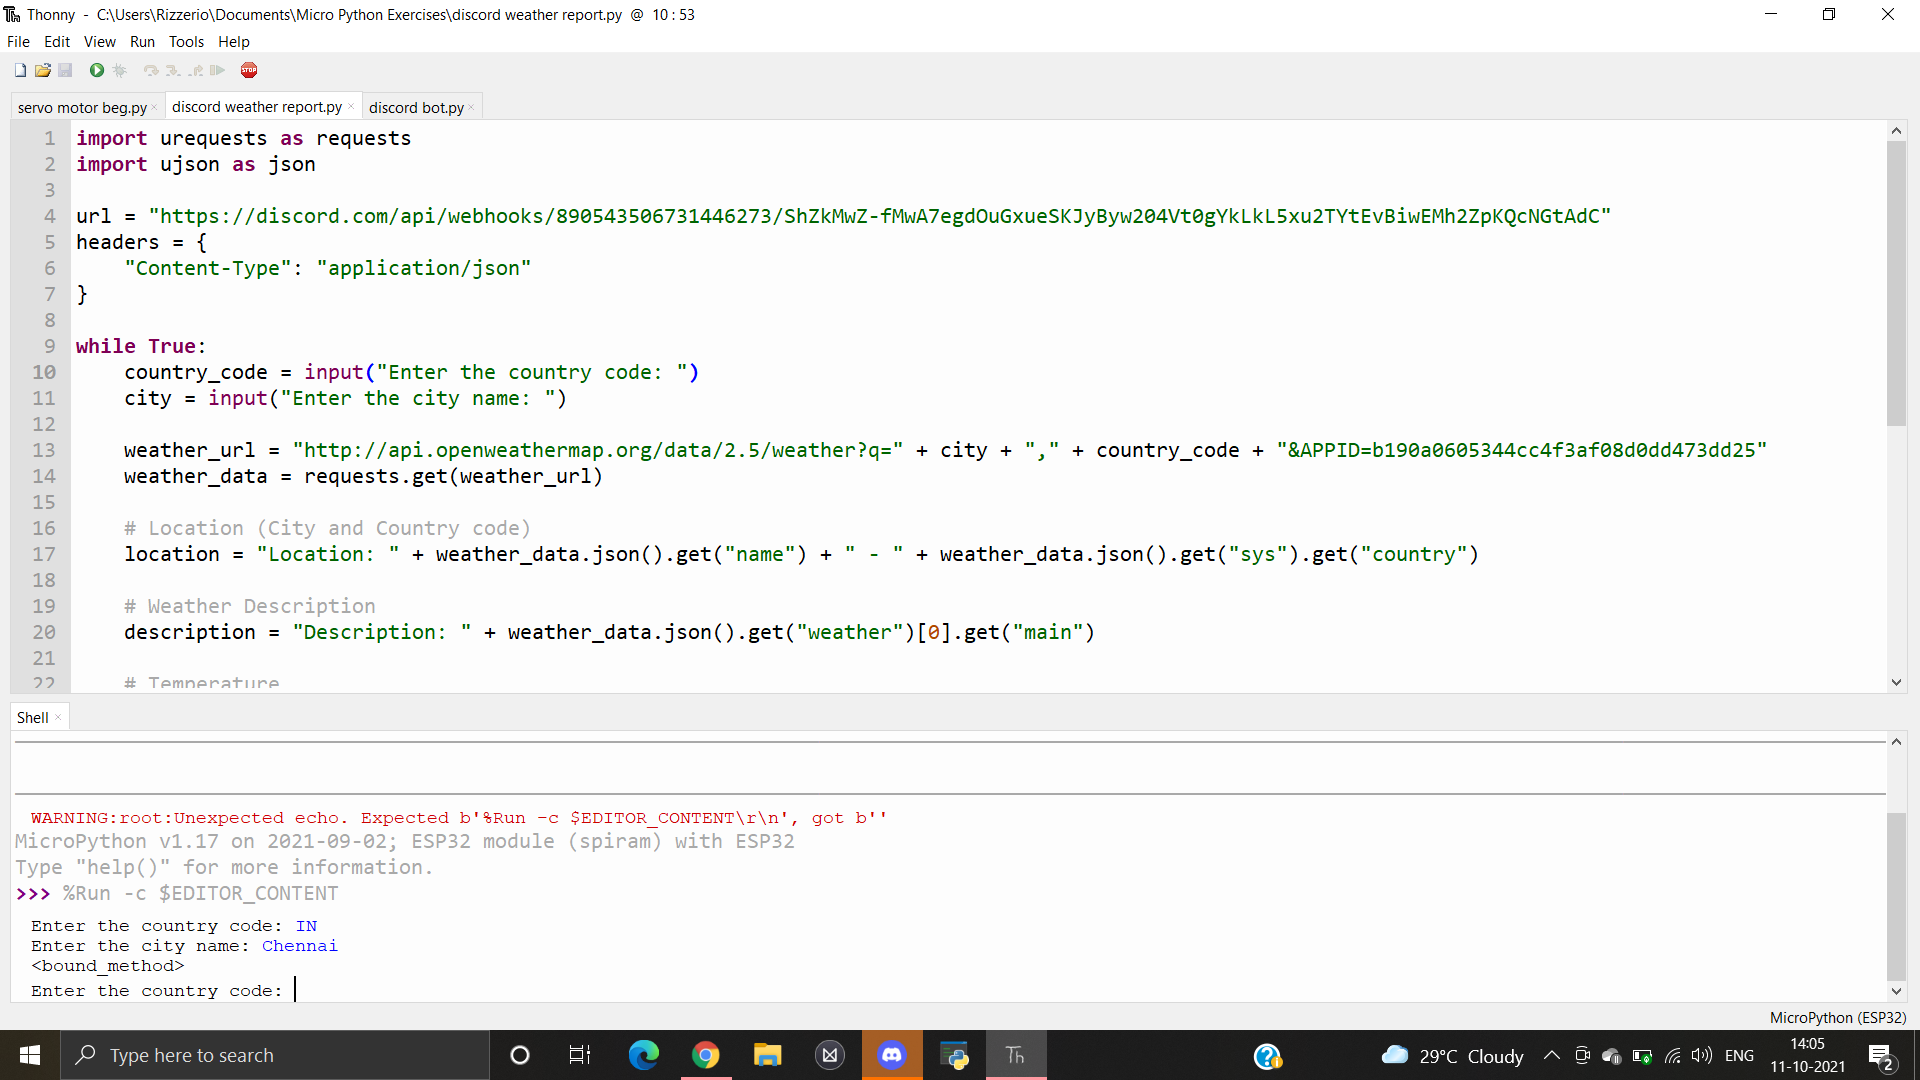 Thonny - C:\Users\Rizzerio\Documents\Micro Python Exercises\discord weather report.py @ 10 : 53
File Edit View Run Tools Help
STOP
servo motor beg.py × discord weather report.py × discord bot.py ×
1 import urequests as requests
2 import ujson as json
3
4 url = "https://discord.com/api/webhooks/890543506731446273/ShZkMwZ-fMwA7egdOuGxueSKJyByw204Vt0gYkLkL5xu2TYtEvBiwEMh2ZpKQcNGtAdC"
5 headers = {
6     "Content-Type": "application/json"
7 }
8
9 while True:
10     country_code = input("Enter the country code: ")
11     city = input("Enter the city name: ")
12
13     weather_url = "http://api.openweathermap.org/data/2.5/weather?q=" + city + "," + country_code + "&APPID=b190a0605344cc4f3af08d0dd473dd25"
14     weather_data = requests.get(weather_url)
15
16     # Location (City and Country code)
17     location = "Location: " + weather_data.json().get("name") + " - " + weather_data.json().get("sys").get("country")
18
19     # Weather Description
20     description = "Description: " + weather_data.json().get("weather")[0].get("main")
21
22     # Temperature
Shell ×
WARNING:root:Unexpected echo. Expected b'%Run -c $EDITOR_CONTENT\r\n', got b''
MicroPython v1.17 on 2021-09-02; ESP32 module (spiram) with ESP32
Type "help()" for more information.
>>> %Run -c $EDITOR_CONTENT
Enter the country code: IN
Enter the city name: Chennai
<bound_method>
Enter the country code:
MicroPython (ESP32)
Type here to search
Th
29°C Cloudy
ENG
14:05
11-10-2021
2